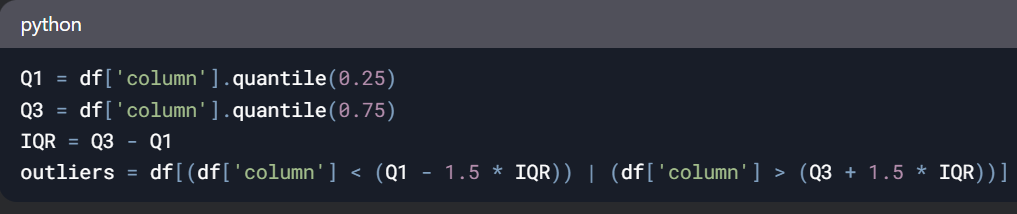 python
Q1 = df['column'].quantile(0.25)
Q3 = df['column'].quantile(0.75)
IQR = Q3 - Q1
outliers = df[(df['column'] < (Q1 - 1.5 * IQR)) | (df['column'] > (Q3 + 1.5 * IQR))]